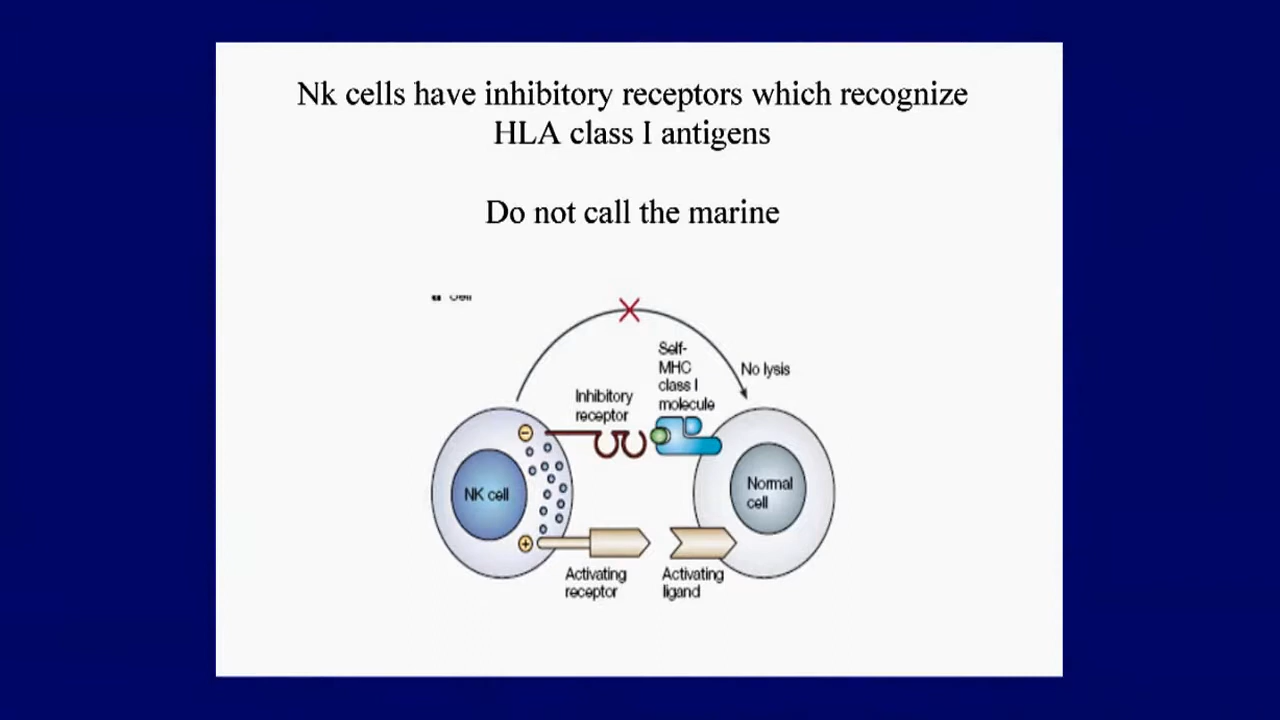 Nk cells have inhibitory receptors which recognize
HLA class I antigens
Do not call the marine
Self-
MHC
class I
molecule
No lysis
Inhibitory
receptor
−
NK cell
Normal
cell
+
Activating
receptor
Activating
ligand